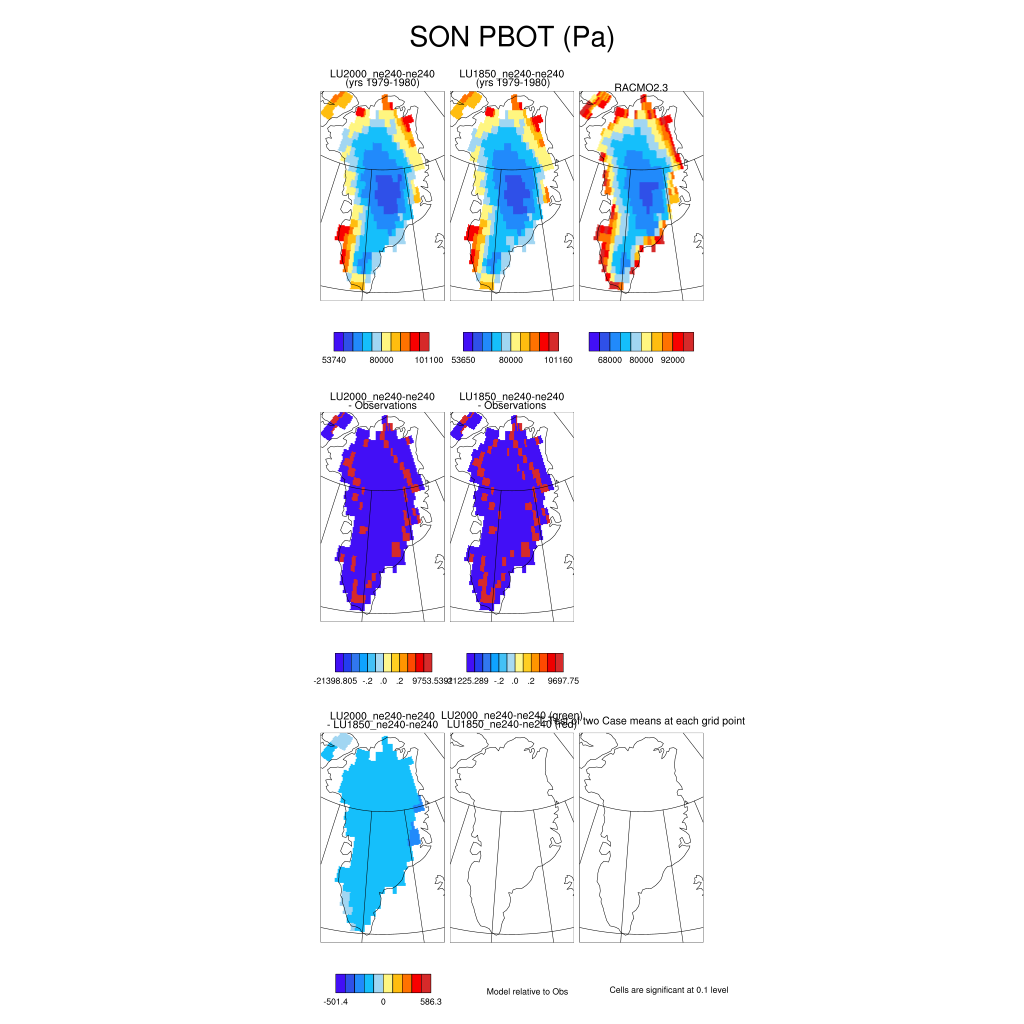 SON PBOT (Pa)
LU2000_ne240-ne240
(yrs 1979-1980)
LU1850_ne240-ne240
(yrs 1979-1980)
RACMO2.3
53740 80000 101100
53650 80000 101160
68000 80000 92000
LU2000_ne240-ne240
- Observations
LU1850_ne240-ne240
- Observations
-21398.805 -.2 .0 .2 9753.539
21225.289 -.2 .0 .2 9697.75
LU2000_ne240-ne240
- LU1850_ne240-ne240
LU2000_ne240-ne240 (green)
LU1850_ne240-ne240 (red)
of two Case means at each grid point
-501.4 0 586.3
Model relative to Obs
Cells are significant at 0.1 level